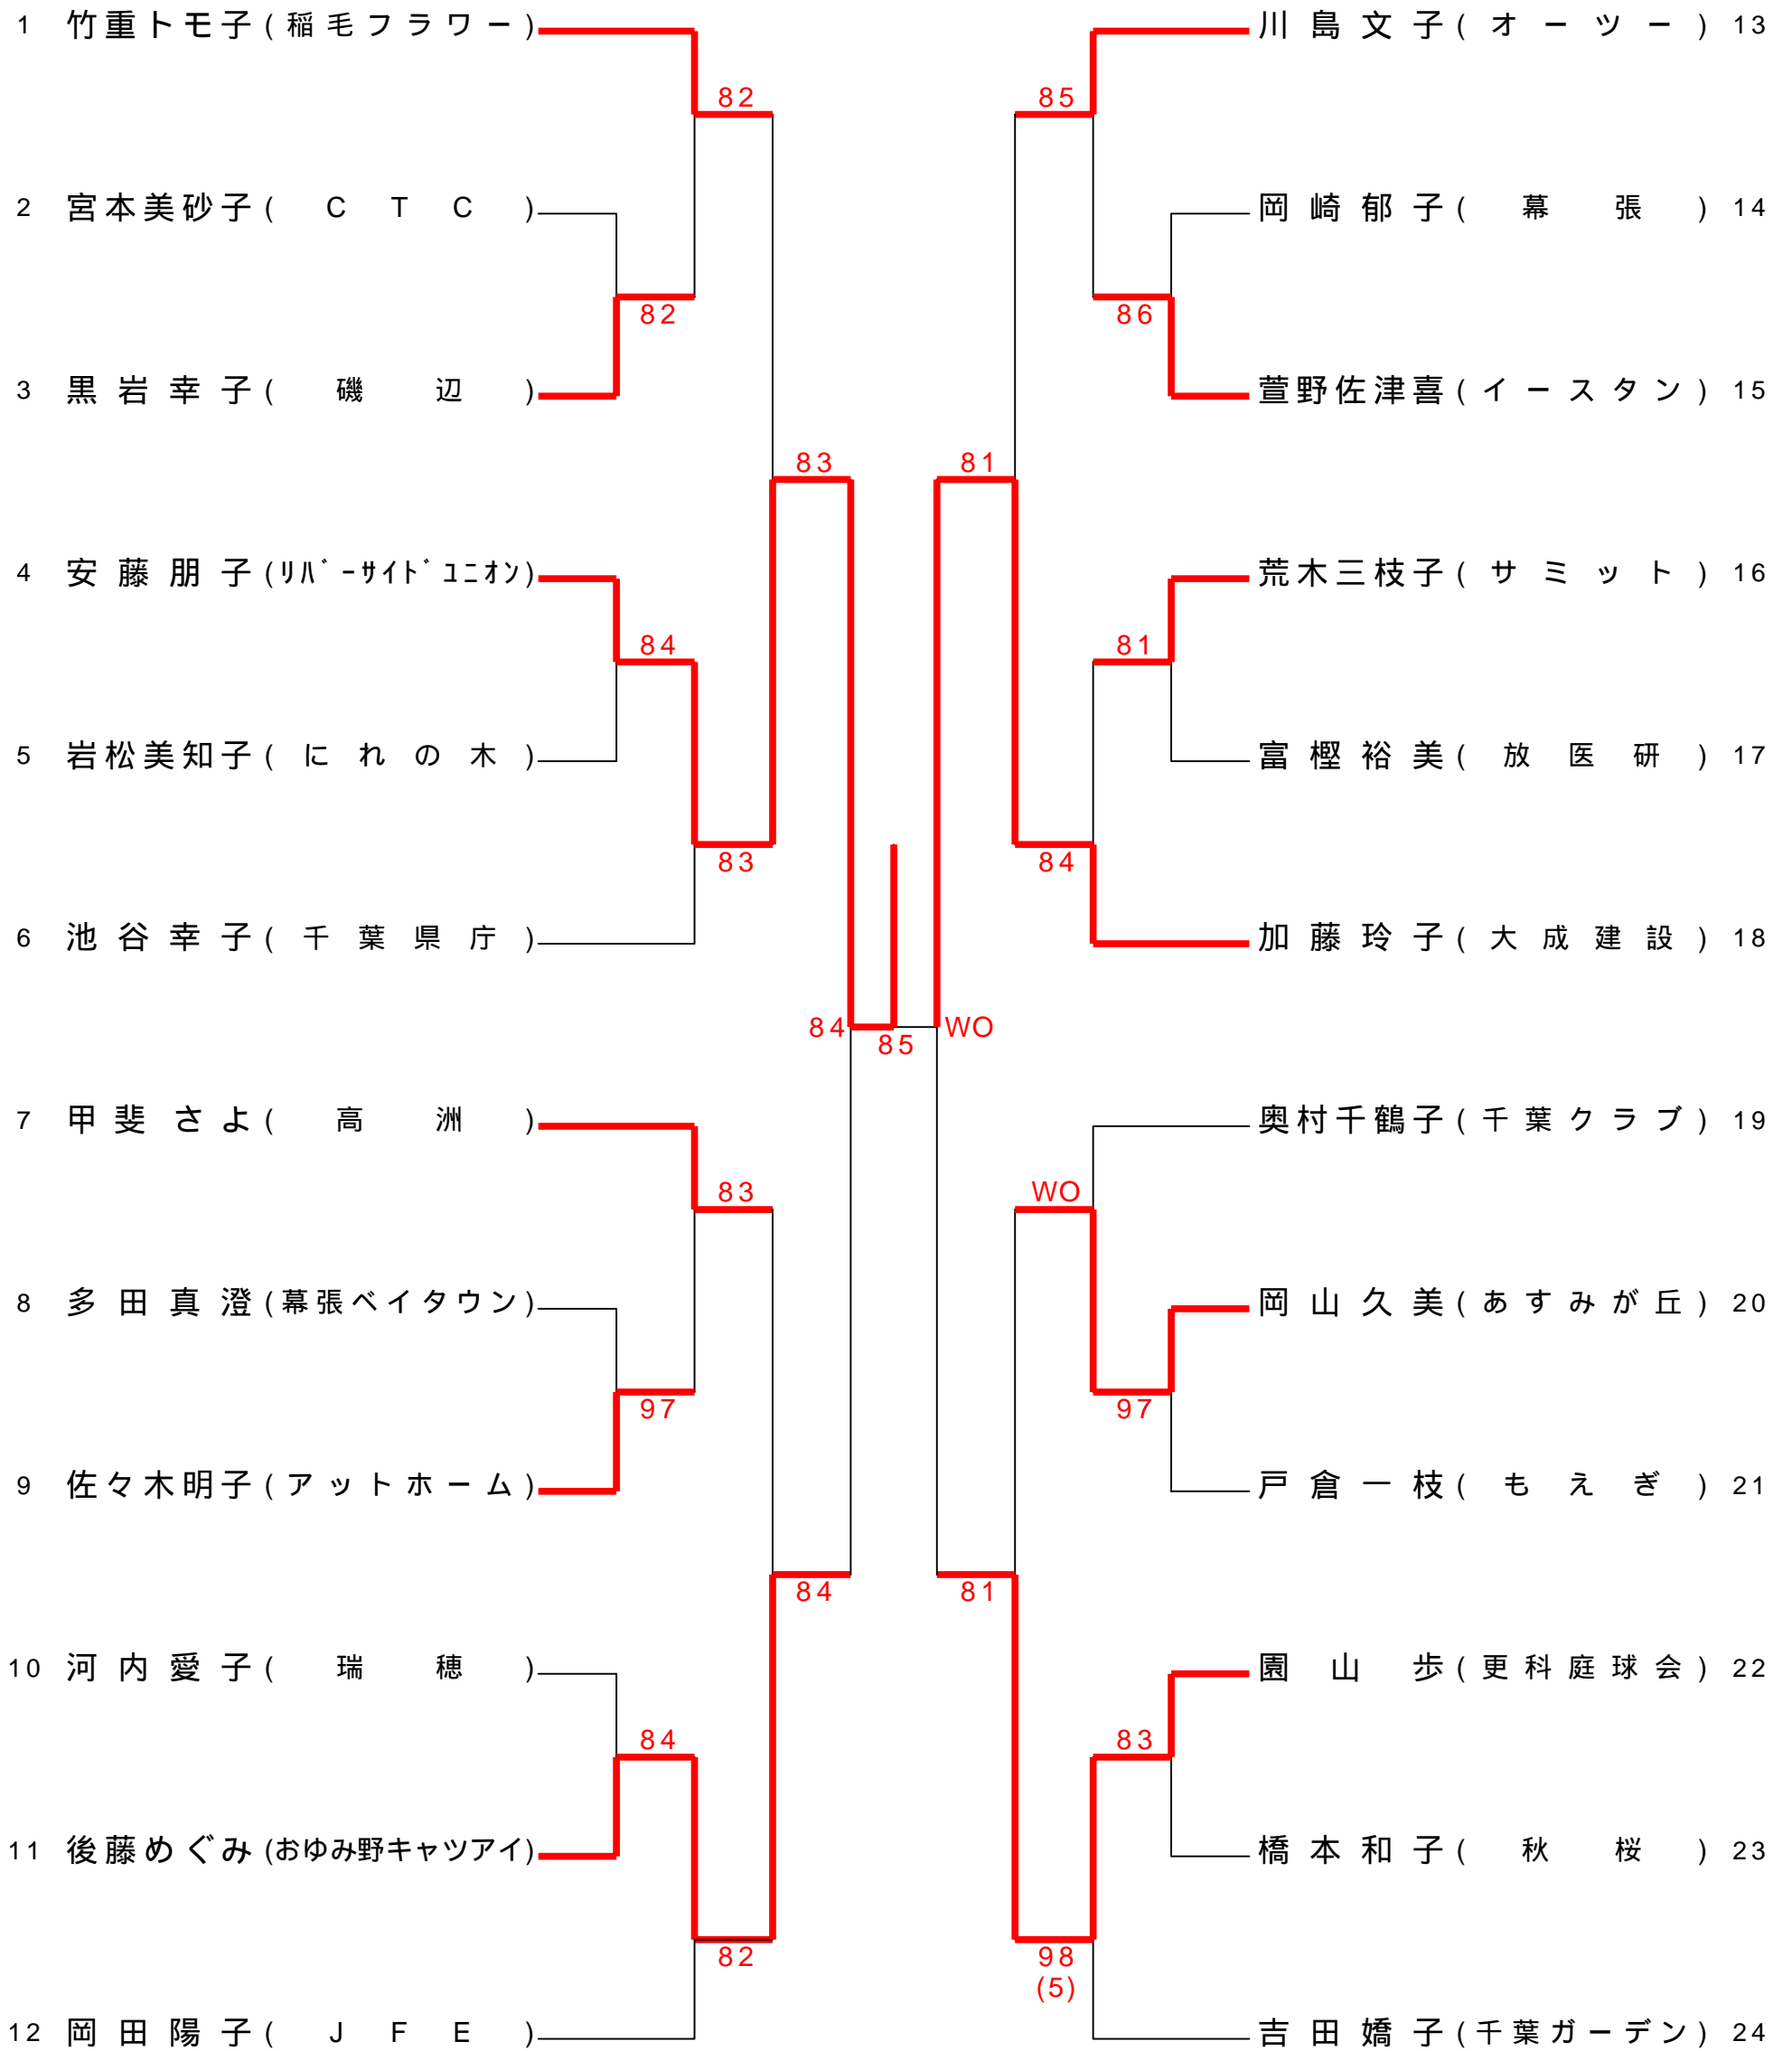 1 竹重トモ子 (稲毛フラワー) 川島文子 (オーツー) 13
82 85
2 宮本美砂子 (CTC) 岡崎郁子 (幕張) 14
82 86
3 黒岩幸子 (磯辺) 萱野佐津喜 (イースタン) 15
83 81
4 安藤朋子 (ﾘﾊﾞｰｻｲﾄﾞﾕﾆｵﾝ) 荒木三枝子 (サミット) 16
84 81
5 岩松美知子 (にれの木) 富樫裕美 (放医研) 17
83 84
6 池谷幸子 (千葉県庁) 加藤玲子 (大成建設) 18
84 85 WO
7 甲斐さよ (高洲) 奥村千鶴子 (千葉クラブ) 19
83 WO
8 多田真澄 (幕張ベイタウン) 岡山久美 (あすみが丘) 20
97 97
9 佐々木明子 (アットホーム) 戸倉一枝 (もえぎ) 21
84 81
10 河内愛子 (瑞穂) 園山歩 (更科庭球会) 22
84 83
11 後藤めぐみ (おゆみ野キャツアイ) 橋本和子 (秋桜) 23
82 98
(5)
12 岡田陽子 (JFE) 吉田嬌子 (千葉ガーデン) 24